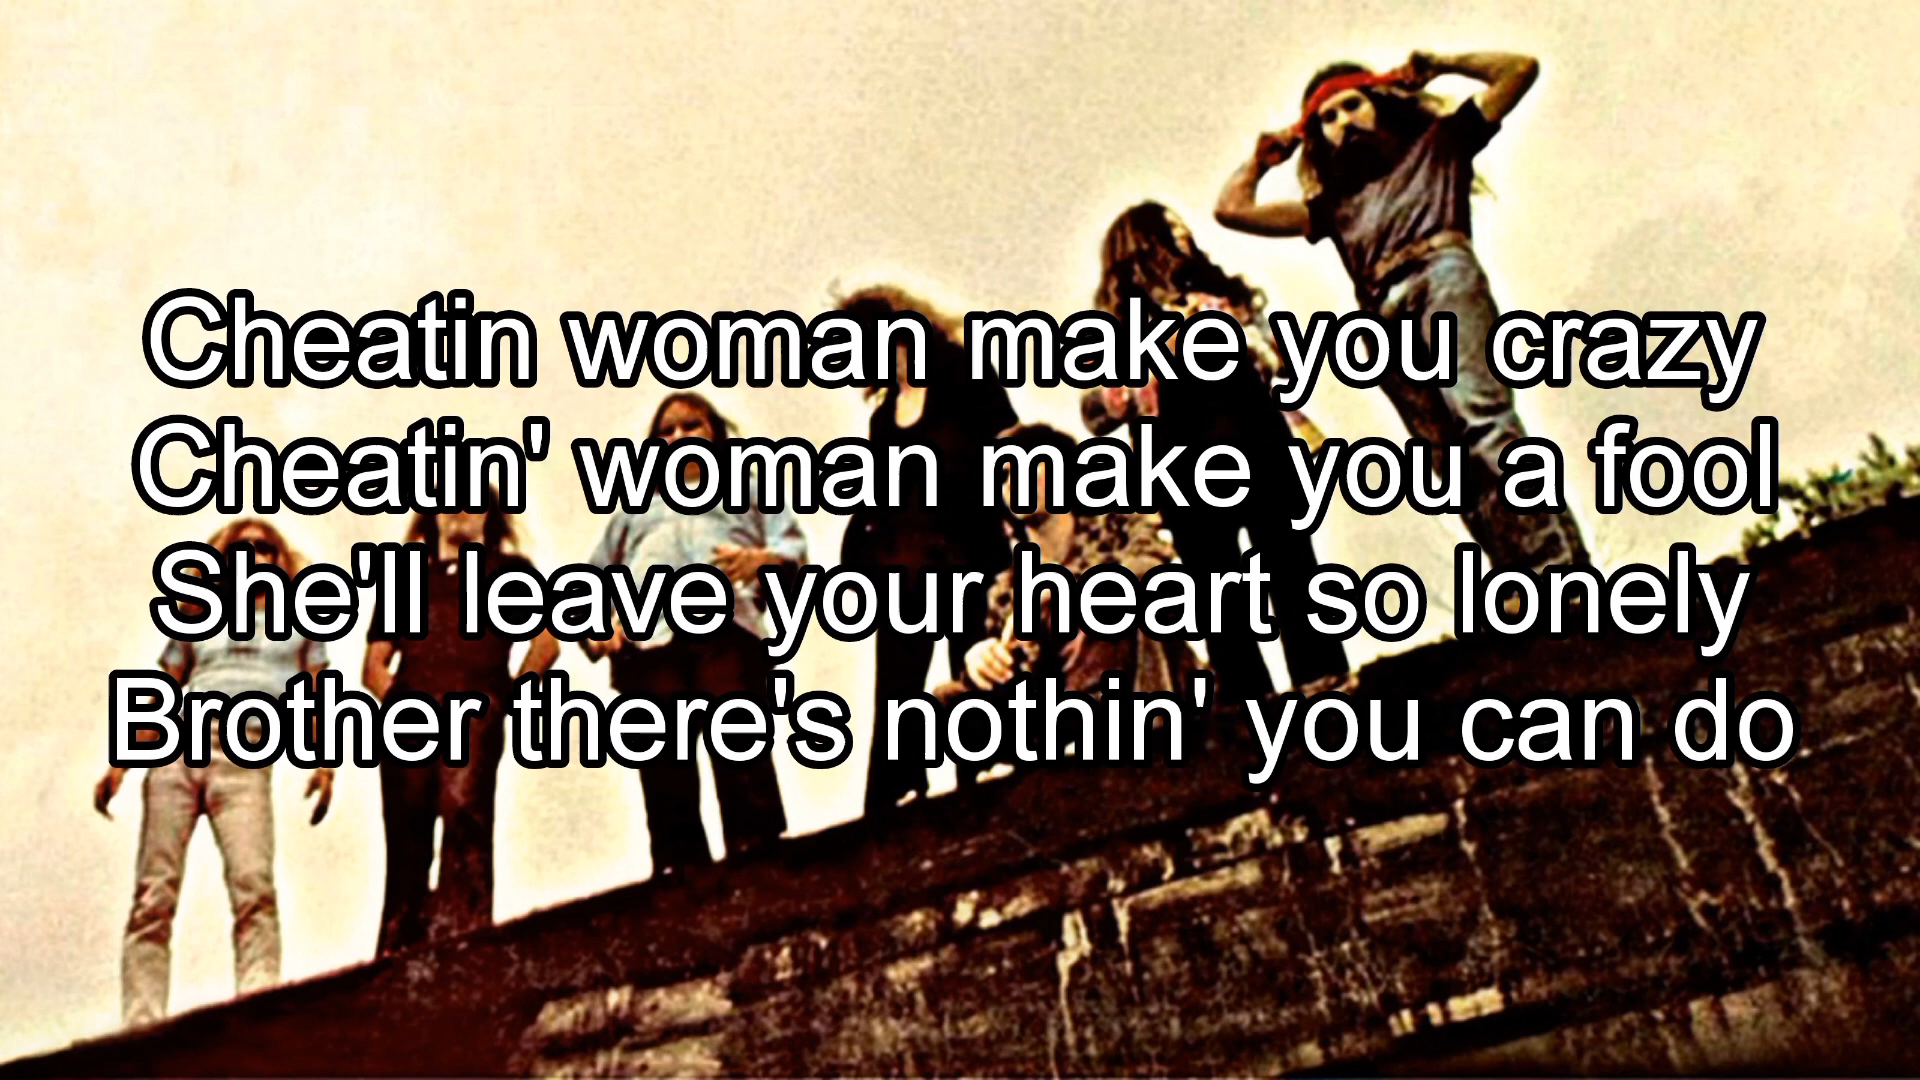 Cheatin woman make you crazy
Cheatin' woman make you a fool
She'll leave your heart so lonely
Brother there's nothin' you can do